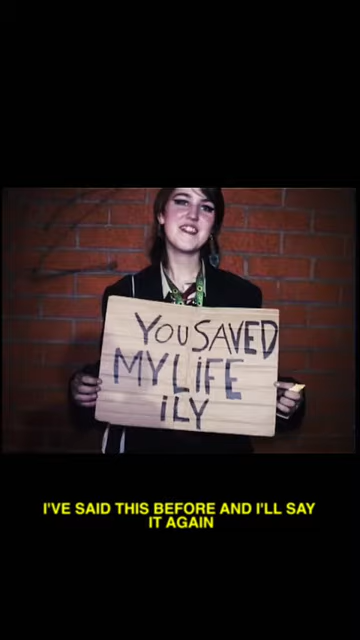 YOU SAVED
MY LIFE
ILY
I'VE SAID THIS BEFORE AND I'LL SAY
IT AGAIN